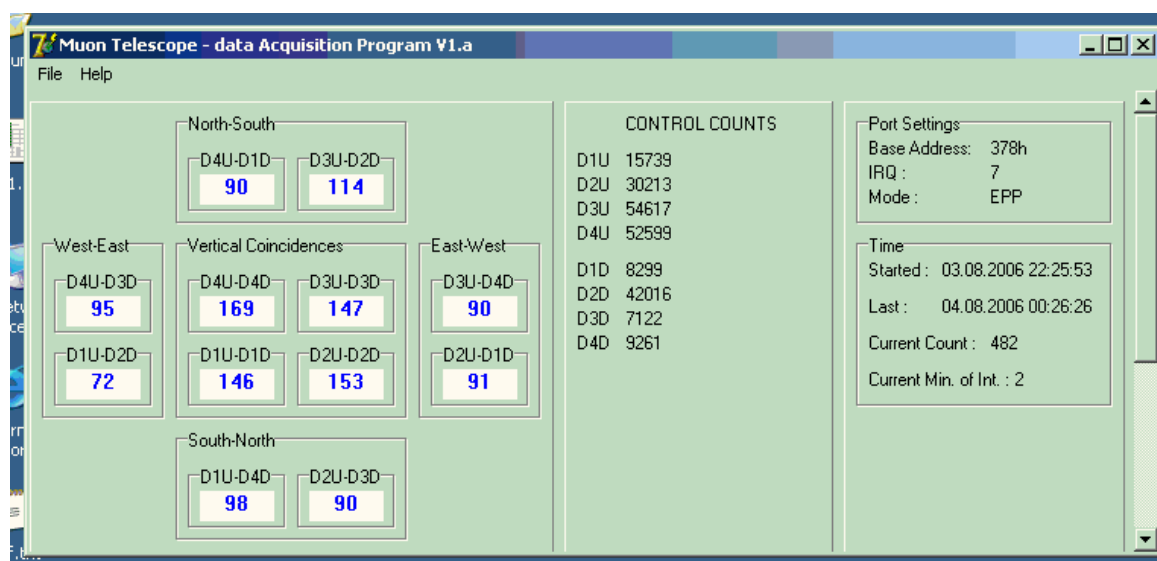 Muon Telescope - data Acquisition Program V1.a
File Help
North-South
D4U-D1D D3U-D2D
90 114
West-East
D4U-D3D
95
D1U-D2D
72
Vertical Coincidences
D4U-D4D D3U-D3D
169 147
D1U-D1D D2U-D2D
146 153
East-West
D3U-D4D
90
D2U-D1D
91
South-North
D1U-D4D D2U-D3D
98 90
CONTROL COUNTS
D1U 15739
D2U 30213
D3U 54617
D4U 52599
D1D 8299
D2D 42016
D3D 7122
D4D 9261
Port Settings
Base Address: 378h
IRQ : 7
Mode : EPP
Time
Started : 03.08.2006 22:25:53
Last : 04.08.2006 00:26:26
Current Count : 482
Current Min. of Int. : 2